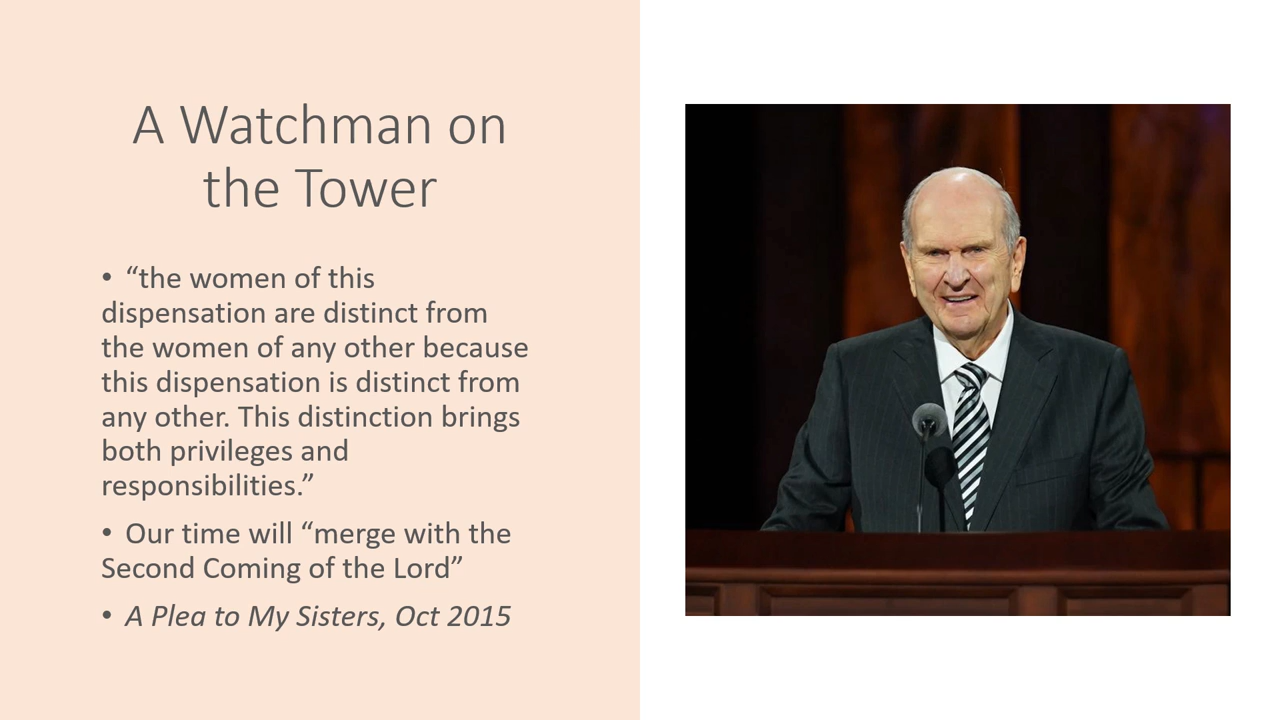 A Watchman on
the Tower
• “the women of this
dispensation are distinct from
the women of any other because
this dispensation is distinct from
any other. This distinction brings
both privileges and
responsibilities.”
• Our time will “merge with the
Second Coming of the Lord”
• A Plea to My Sisters, Oct 2015